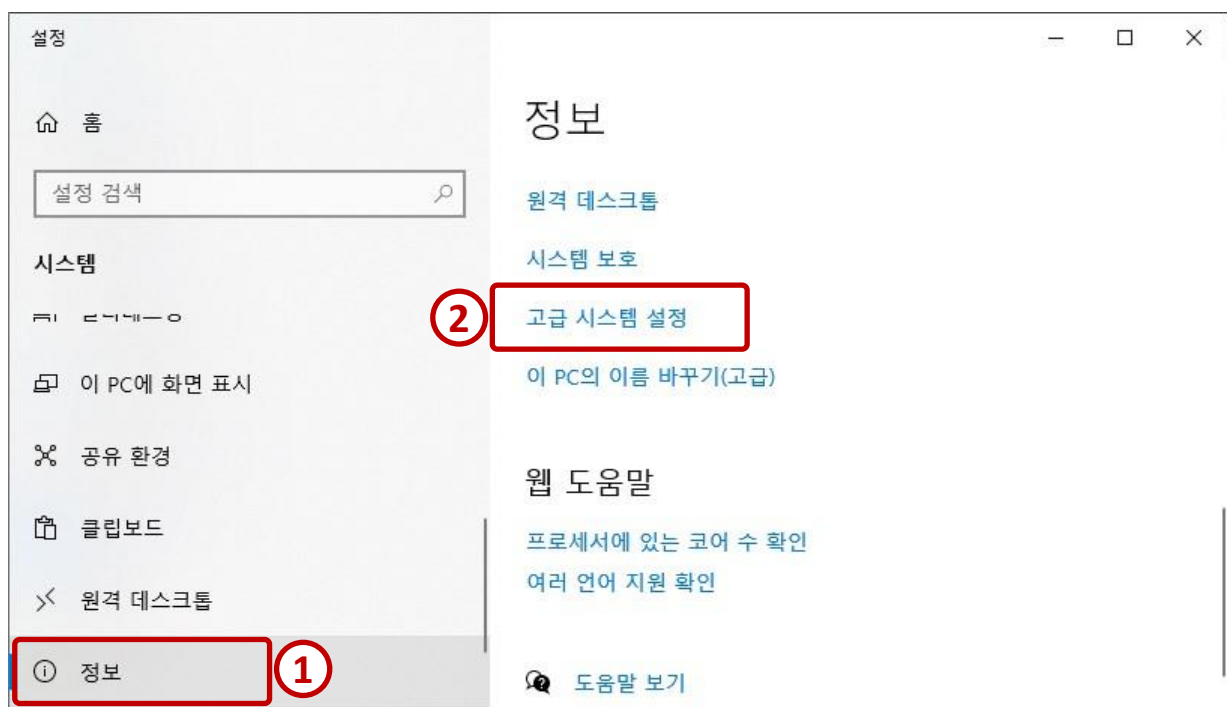 설정
홈
설정 검색
시스템
이 PC에 화면 표시
공유 환경
클립보드
원격 데스크톱
정보
1
정보
원격 데스크톱
시스템 보호
2
고급 시스템 설정
이 PC의 이름 바꾸기(고급)
웹 도움말
프로세서에 있는 코어 수 확인
여러 언어 지원 확인
도움말 보기